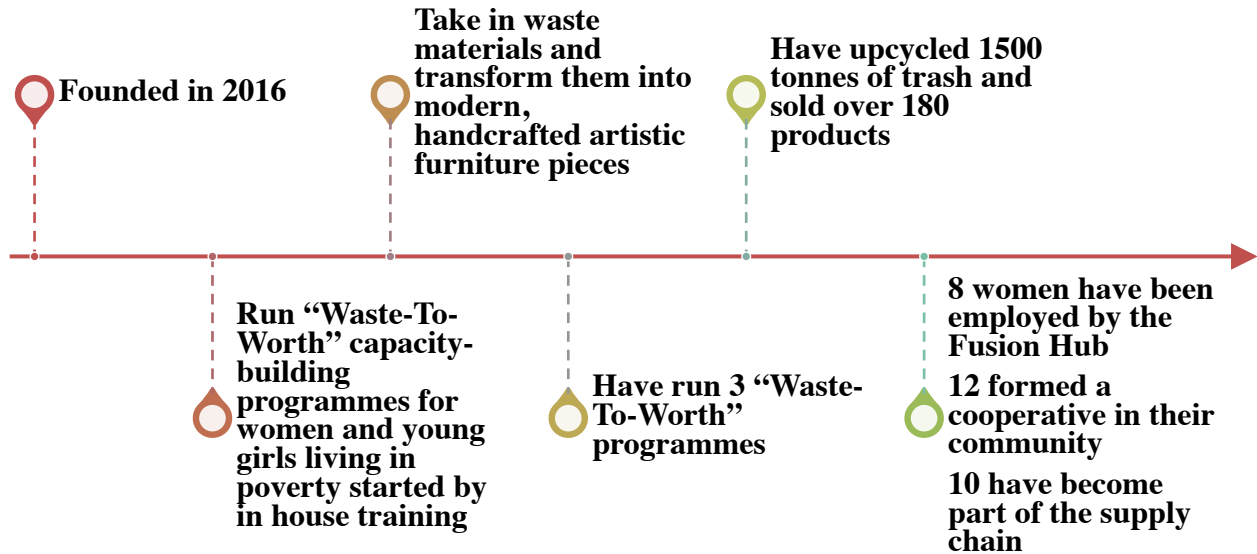 Founded in 2016
Run “Waste-To-
Worth” capacity-
building
programmes for
women and young
girls living in
poverty started by
in house training
Take in waste
materials and
transform them into
modern,
handcrafted artistic
furniture pieces
Have run 3 “Waste-
To-Worth”
programmes
Have upcycled 1500
tonnes of trash and
sold over 180
products
8 women have been
employed by the
Fusion Hub
12 formed a
cooperative in their
community
10 have become
part of the supply
chain